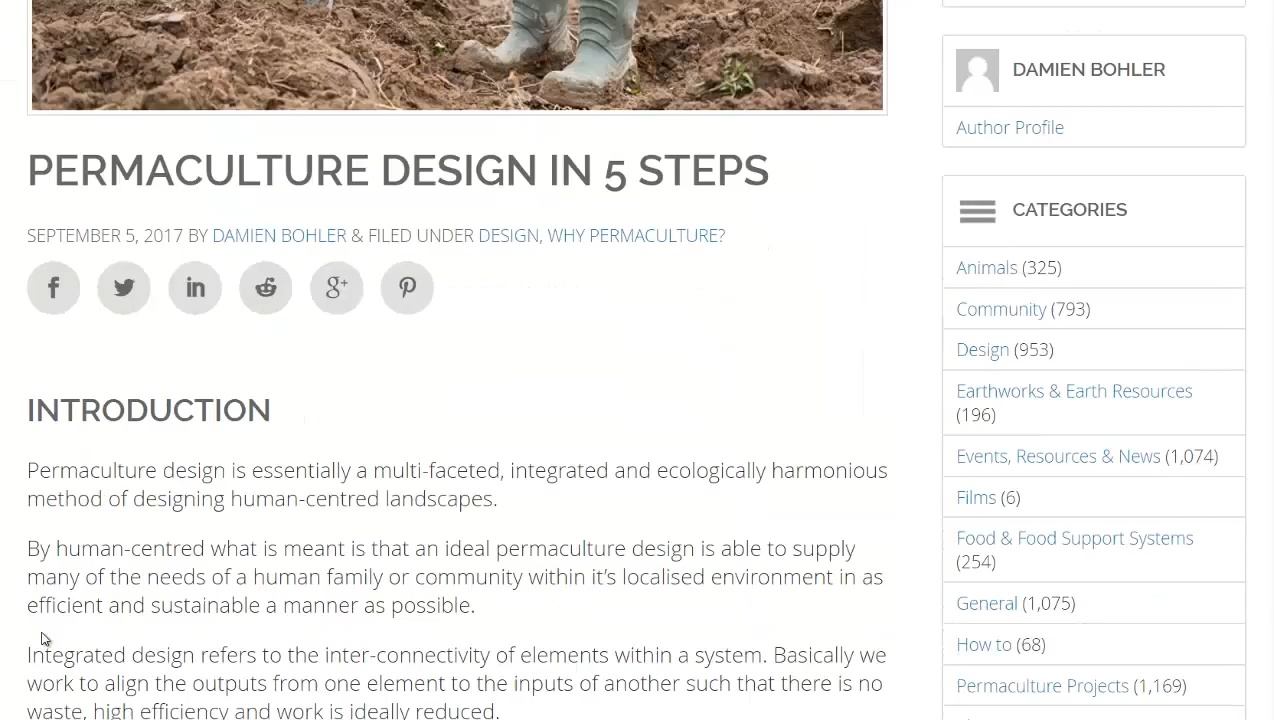 PERMACULTURE DESIGN IN 5 STEPS
SEPTEMBER 5, 2017 BY DAMIEN BOHLER & FILED UNDER DESIGN, WHY PERMACULTURE?
INTRODUCTION
Permaculture design is essentially a multi-faceted, integrated and ecologically harmonious
method of designing human-centred landscapes.
By human-centred what is meant is that an ideal permaculture design is able to supply
many of the needs of a human family or community within it’s localised environment in as
efficient and sustainable a manner as possible.
Integrated design refers to the inter-connectivity of elements within a system. Basically we
work to align the outputs from one element to the inputs of another such that there is no
waste, high efficiency and work is ideally reduced.
DAMIEN BOHLER
Author Profile
CATEGORIES
Animals (325)
Community (793)
Design (953)
Earthworks & Earth Resources
(196)
Events, Resources & News (1,074)
Films (6)
Food & Food Support Systems
(254)
General (1,075)
How to (68)
Permaculture Projects (1,169)